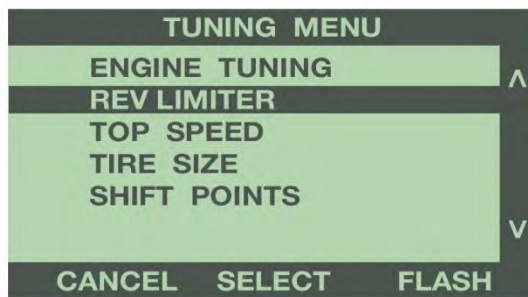 TUNING MENU
ENGINE TUNING
REV LIMITER
TOP SPEED
TIRE SIZE
SHIFT POINTS
CANCEL SELECT FLASH